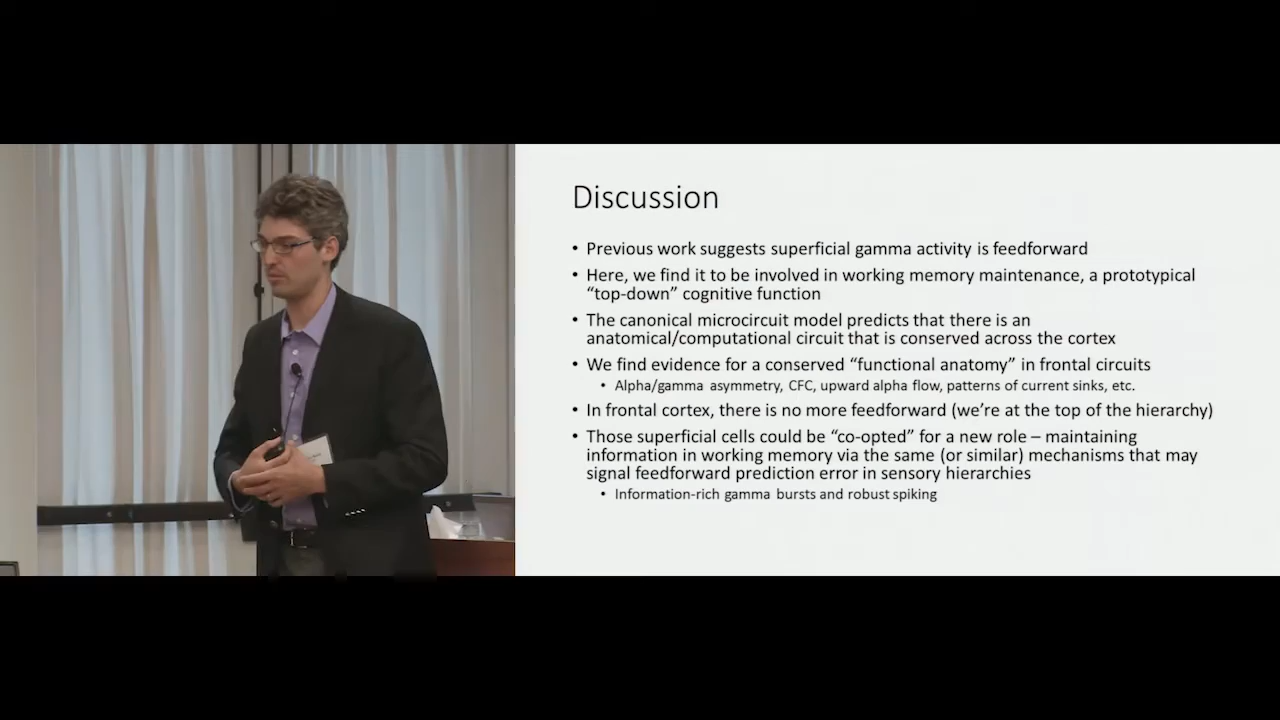 Discussion
• Previous work suggests superficial gamma activity is feedforward
• Here, we find it to be involved in working memory maintenance, a prototypical
“top-down” cognitive function
• The canonical microcircuit model predicts that there is an
anatomical/computational circuit that is conserved across the cortex
• We find evidence for a conserved “functional anatomy” in frontal circuits
• Alpha/gamma asymmetry, CFC, upward alpha flow, patterns of current sinks, etc.
• In frontal cortex, there is no more feedforward (we’re at the top of the hierarchy)
• Those superficial cells could be “co-opted” for a new role – maintaining
information in working memory via the same (or similar) mechanisms that may
signal feedforward prediction error in sensory hierarchies
• Information-rich gamma bursts and robust spiking